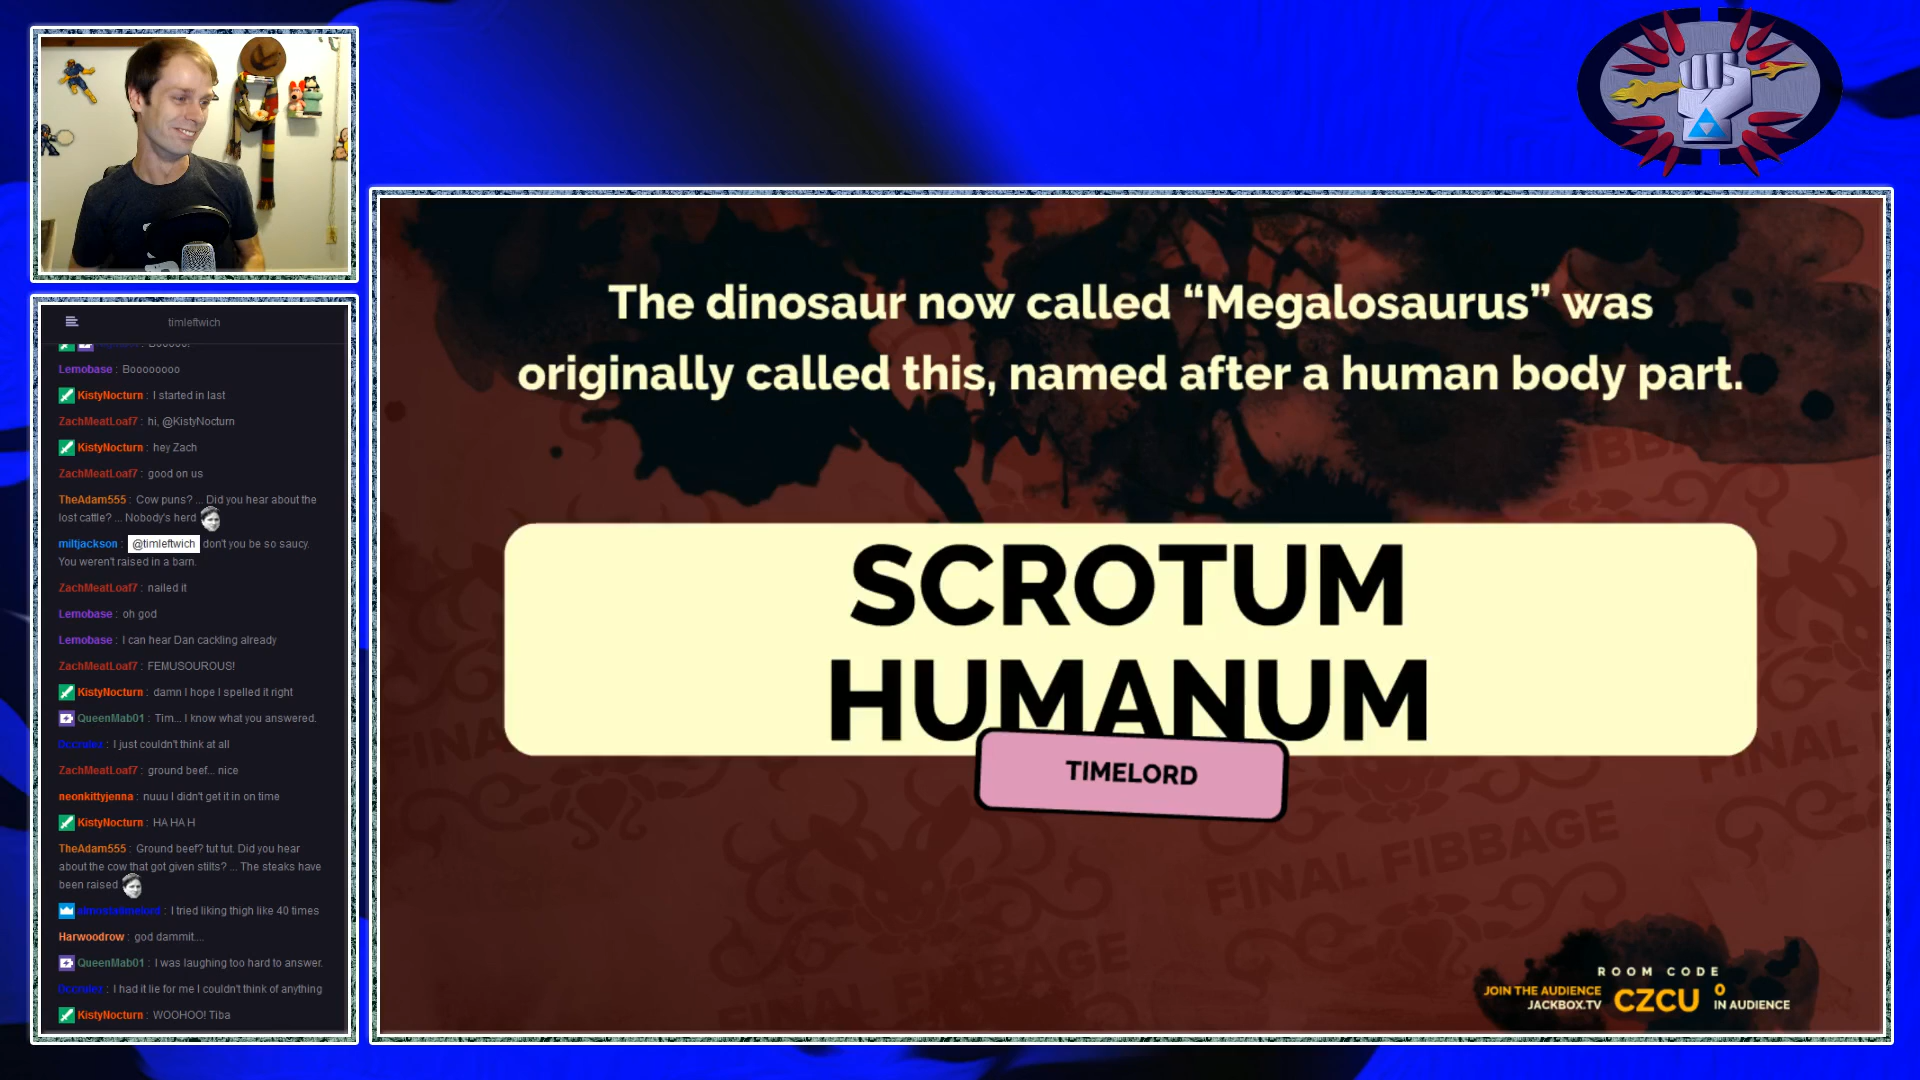 timleftwich
Lemobase : Boooooooo
KistyNocturn : I started in last
ZachMeatLoaf7 : hi, @KistyNocturn
KistyNocturn : hey Zach
ZachMeatLoaf7 : good on us
TheAdam555 : Cow puns? ... Did you hear about the
lost cattle? ... Nobody's herd
miltjackson : @timleftwich don't you be so saucy.
You weren't raised in a barn.
ZachMeatLoaf7 : nailed it
Lemobase : oh god
Lemobase : I can hear Dan cackling already
ZachMeatLoaf7 : FEMUSOUROUS!
KistyNocturn : damn I hope I spelled it right
QueenMab01 : Tim... I know what you answered.
I just couldn't think at all
ZachMeatLoaf7 : ground beef... nice
neonkittyjenna : nuuu I didn't get it in on time
KistyNocturn : HA HA H
TheAdam555 : Ground beef? tut tut. Did you hear
about the cow that got given stilts? ... The steaks have
been raised
almostatimelord : I tried liking thigh like 40 times
Harwoodrow : god dammit....
QueenMab01 : I was laughing too hard to answer.
I had it lie for me I couldn't think of anything
KistyNocturn : WOOHOO! Tiba
The dinosaur now called “Megalosaurus” was
originally called this, named after a human body part.
SCROTUM
HUMANUM
TIMELORD
FINAL FIBBAGE
FINAL FIBBAGE
ROOM CODE
JOIN THE AUDIENCE
JACKBOX.TV
CZCU
0
IN AUDIENCE